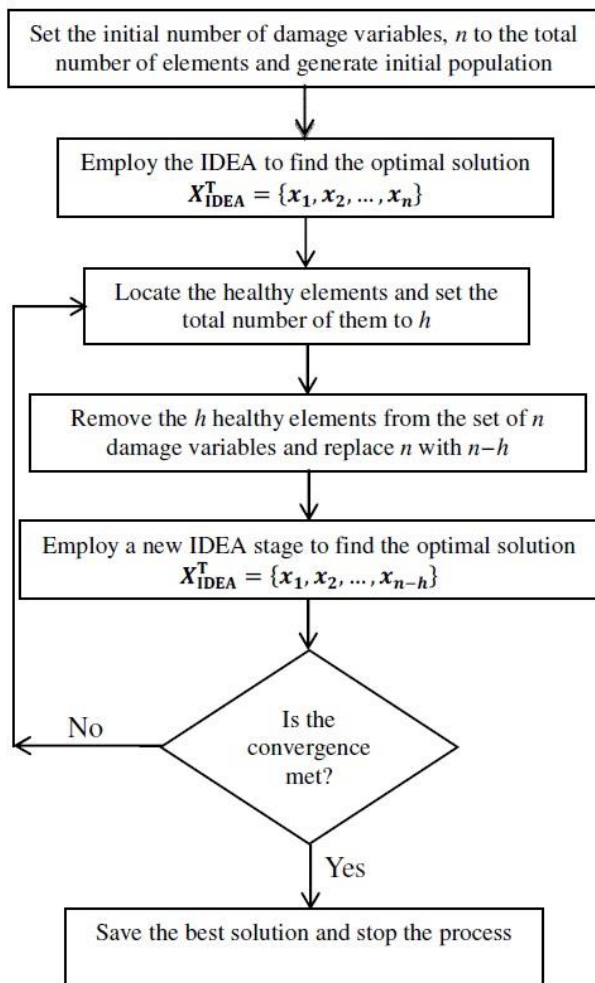 Set the initial number of damage variables, n to the total
number of elements and generate initial population
Employ the IDEA to find the optimal solution
X^T_IDEA = {x_1, x_2, ..., x_n}
Locate the healthy elements and set the
total number of them to h
Remove the h healthy elements from the set of n
damage variables and replace n with n−h
Employ a new IDEA stage to find the optimal solution
X^T_IDEA = {x_1, x_2, ..., x_{n-h}}
Is the
convergence
met?
No
Yes
Save the best solution and stop the process